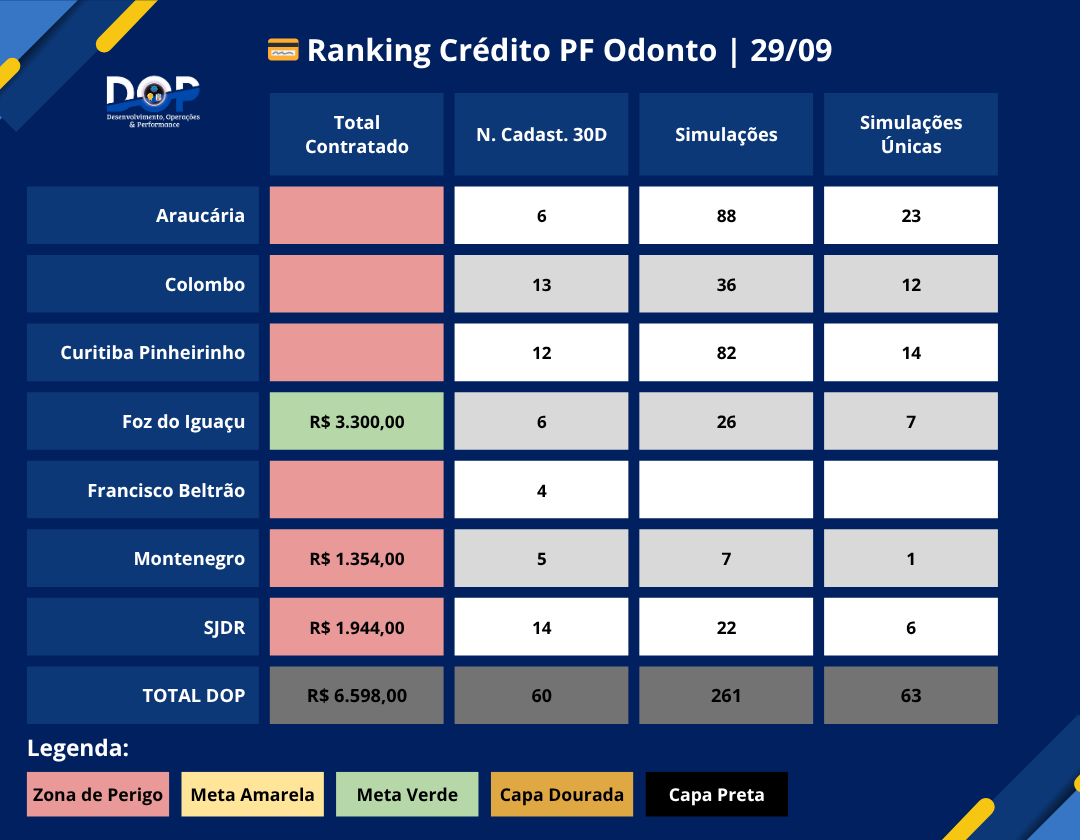 Ranking Crédito PF Odonto | 29/09
DOP
Desenvolvimento, Operações
& Performance
Total
Contratado
N. Cadast. 30D
Simulações
Simulações
Únicas
Araucária 6 88 23
Colombo 13 36 12
Curitiba Pinheirinho 12 82 14
Foz do Iguaçu R$ 3.300,00 6 26 7
Francisco Beltrão 4
Montenegro R$ 1.354,00 5 7 1
SJDR R$ 1.944,00 14 22 6
TOTAL DOP R$ 6.598,00 60 261 63
Legenda:
Zona de Perigo Meta Amarela Meta Verde Capa Dourada Capa Preta